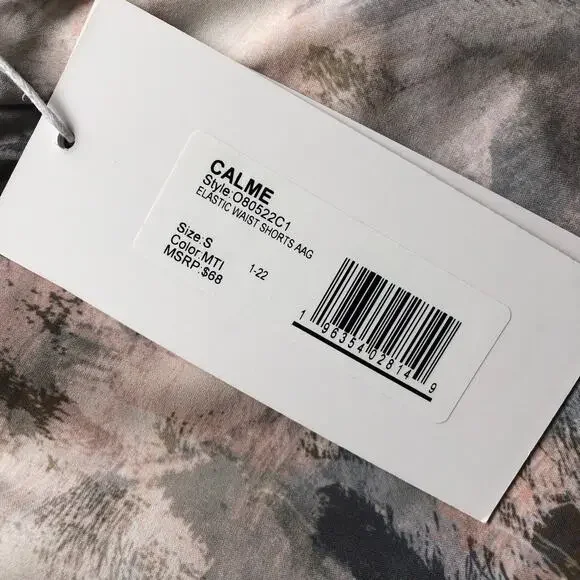 CALME
Style:O80522C1
ELASTIC WAIST SHORTS AAG
Size:S
Color:MTI 1-22
MSRP:$68
1 96354 02814 9